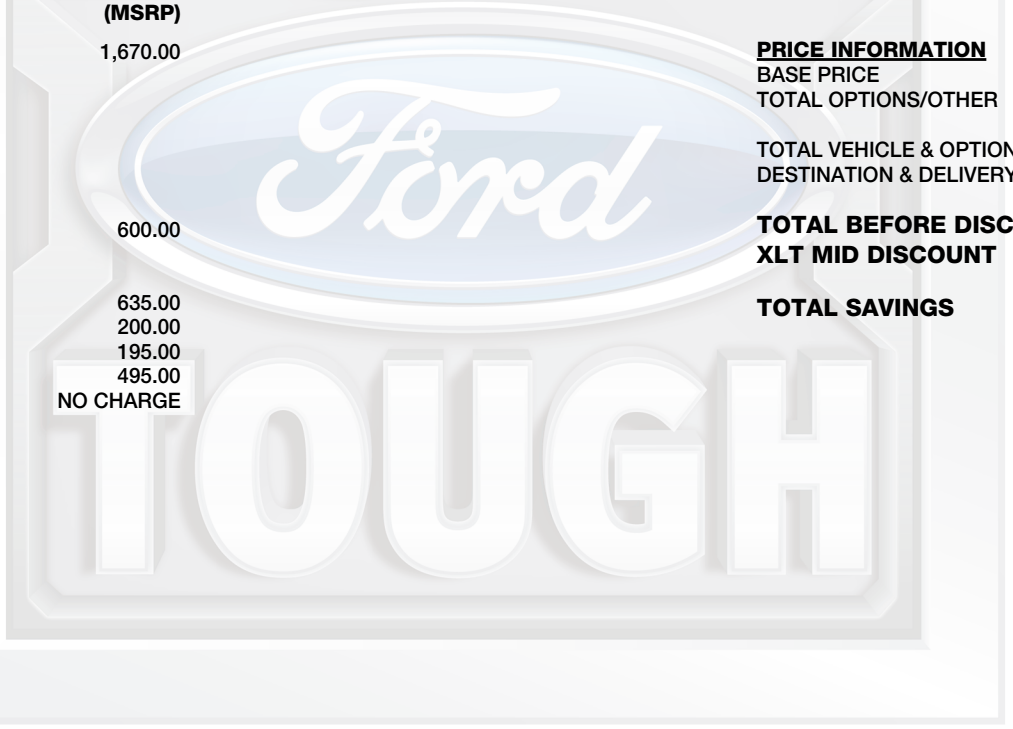 (MSRP)
1,670.00
600.00
635.00
200.00
195.00
495.00
NO CHARGE
PRICE INFORMATION
BASE PRICE
TOTAL OPTIONS/OTHER
TOTAL VEHICLE & OPTION
DESTINATION & DELIVERY
TOTAL BEFORE DISC
XLT MID DISCOUNT
TOTAL SAVINGS
Ford
TOUGH